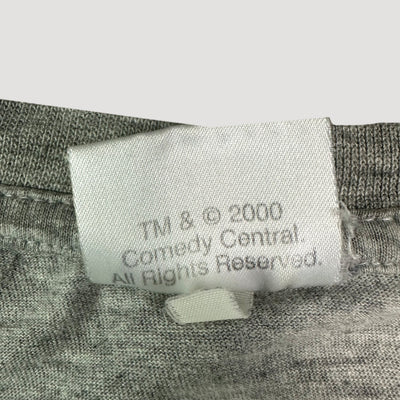 TM & © 2000
Comedy Central.
All Rights Reserved.